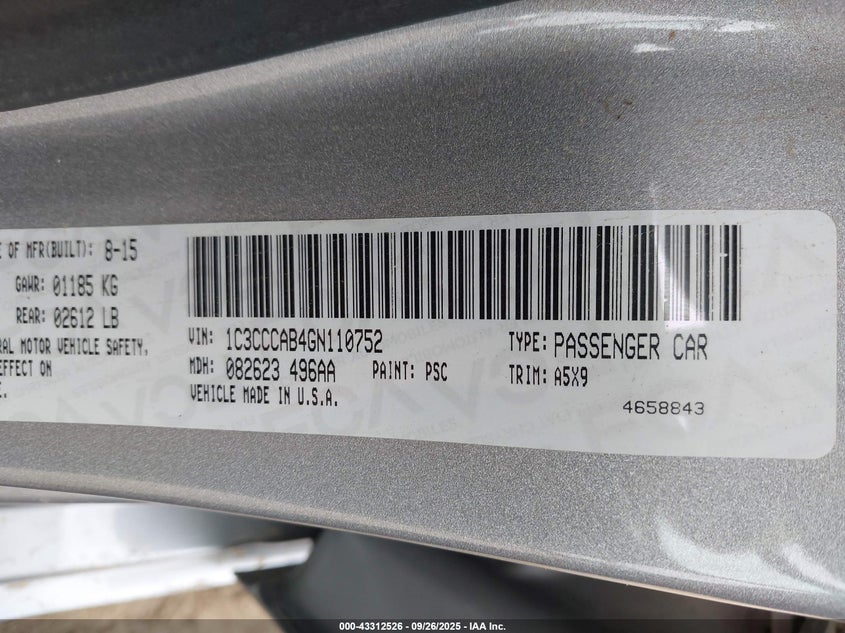 E OF MFR(BUILT): 8-15
GAWR: 01185 KG
REAR: 02612 LB
RAL MOTOR VEHICLE SAFETY,
EFFECT ON
E.
VIN: 1C3CCCAB4GN110752
TYPE: PASSENGER CAR
MDH: 082623 496AA PAINT: PSC
TRIM: A5X9
VEHICLE MADE IN U.S.A.
4658843
000-43312526 - 09/26/2025 - IAA Inc.